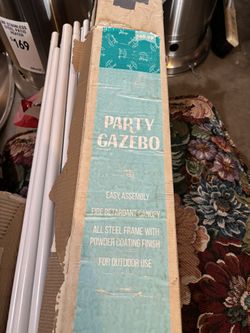 169
PARTY
GAZEBO
EASY ASSEMBLY
FIRE RETARDANT CANOPY
ALL STEEL FRAME WITH
POWDER COATING FINISH
FOR OUTDOOR USE